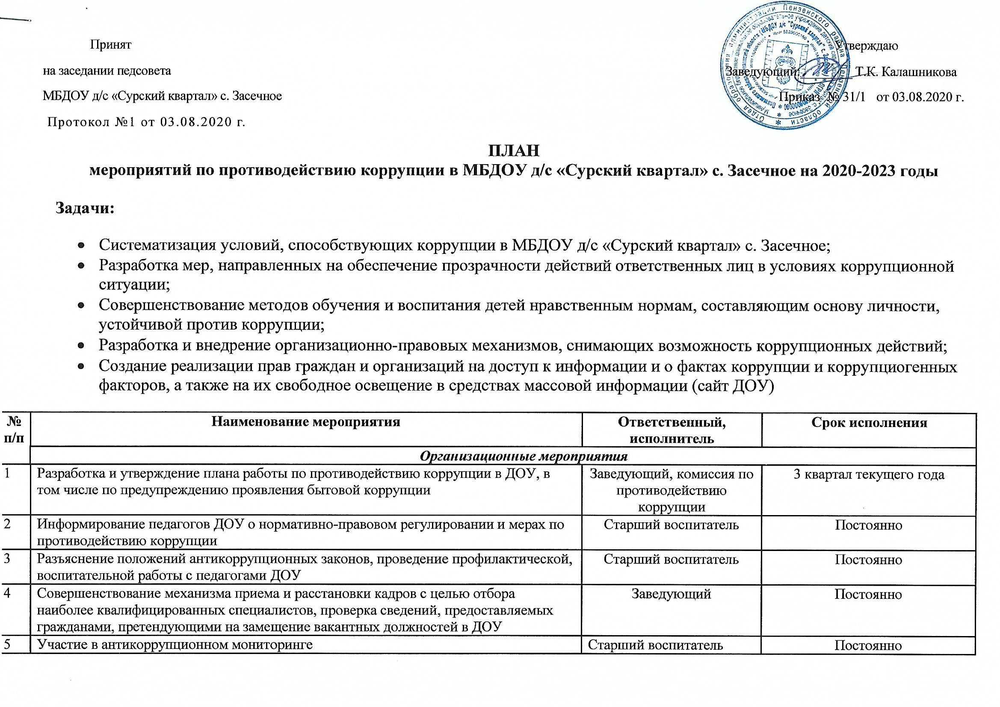 Принят
на заседании педсовета
МБДОУ д/с «Сурский квартал» с. Засечное
Протокол №1 от 03.08.2020 г.
Утверждаю
Заведующий: Т.К. Калашникова
Приказ № 31/1 от 03.08.2020 г.
Отдел образования администрации Пензенского района Пензенской области
ПЛАН
мероприятий по противодействию коррупции в МБДОУ д/с «Сурский квартал» с. Засечное на 2020-2023 годы
Задачи:
• Систематизация условий, способствующих коррупции в МБДОУ д/с «Сурский квартал» с. Засечное;
• Разработка мер, направленных на обеспечение прозрачности действий ответственных лиц в условиях коррупционной
ситуации;
• Совершенствование методов обучения и воспитания детей нравственным нормам, составляющим основу личности,
устойчивой против коррупции;
• Разработка и внедрение организационно-правовых механизмов, снимающих возможность коррупционных действий;
• Создание реализации прав граждан и организаций на доступ к информации и о фактах коррупции и коррупциогенных
факторов, а также на их свободное освещение в средствах массовой информации (сайт ДОУ)
№
п/п
Наименование мероприятия
Ответственный,
исполнитель
Срок исполнения
Организационные мероприятия
1
Разработка и утверждение плана работы по противодействию коррупции в ДОУ, в
том числе по предупреждению проявления бытовой коррупции
Заведующий, комиссия по
противодействию
коррупции
3 квартал текущего года
2
Информирование педагогов ДОУ о нормативно-правовом регулировании и мерах по
противодействию коррупции
Старший воспитатель
Постоянно
3
Разъяснение положений антикоррупционных законов, проведение профилактической,
воспитательной работы с педагогами ДОУ
Старший воспитатель
Постоянно
4
Совершенствование механизма приема и расстановки кадров с целью отбора
наиболее квалифицированных специалистов, проверка сведений, предоставляемых
гражданами, претендующими на замещение вакантных должностей в ДОУ
Заведующий
Постоянно
5
Участие в антикоррупционном мониторинге
Старший воспитатель
Постоянно